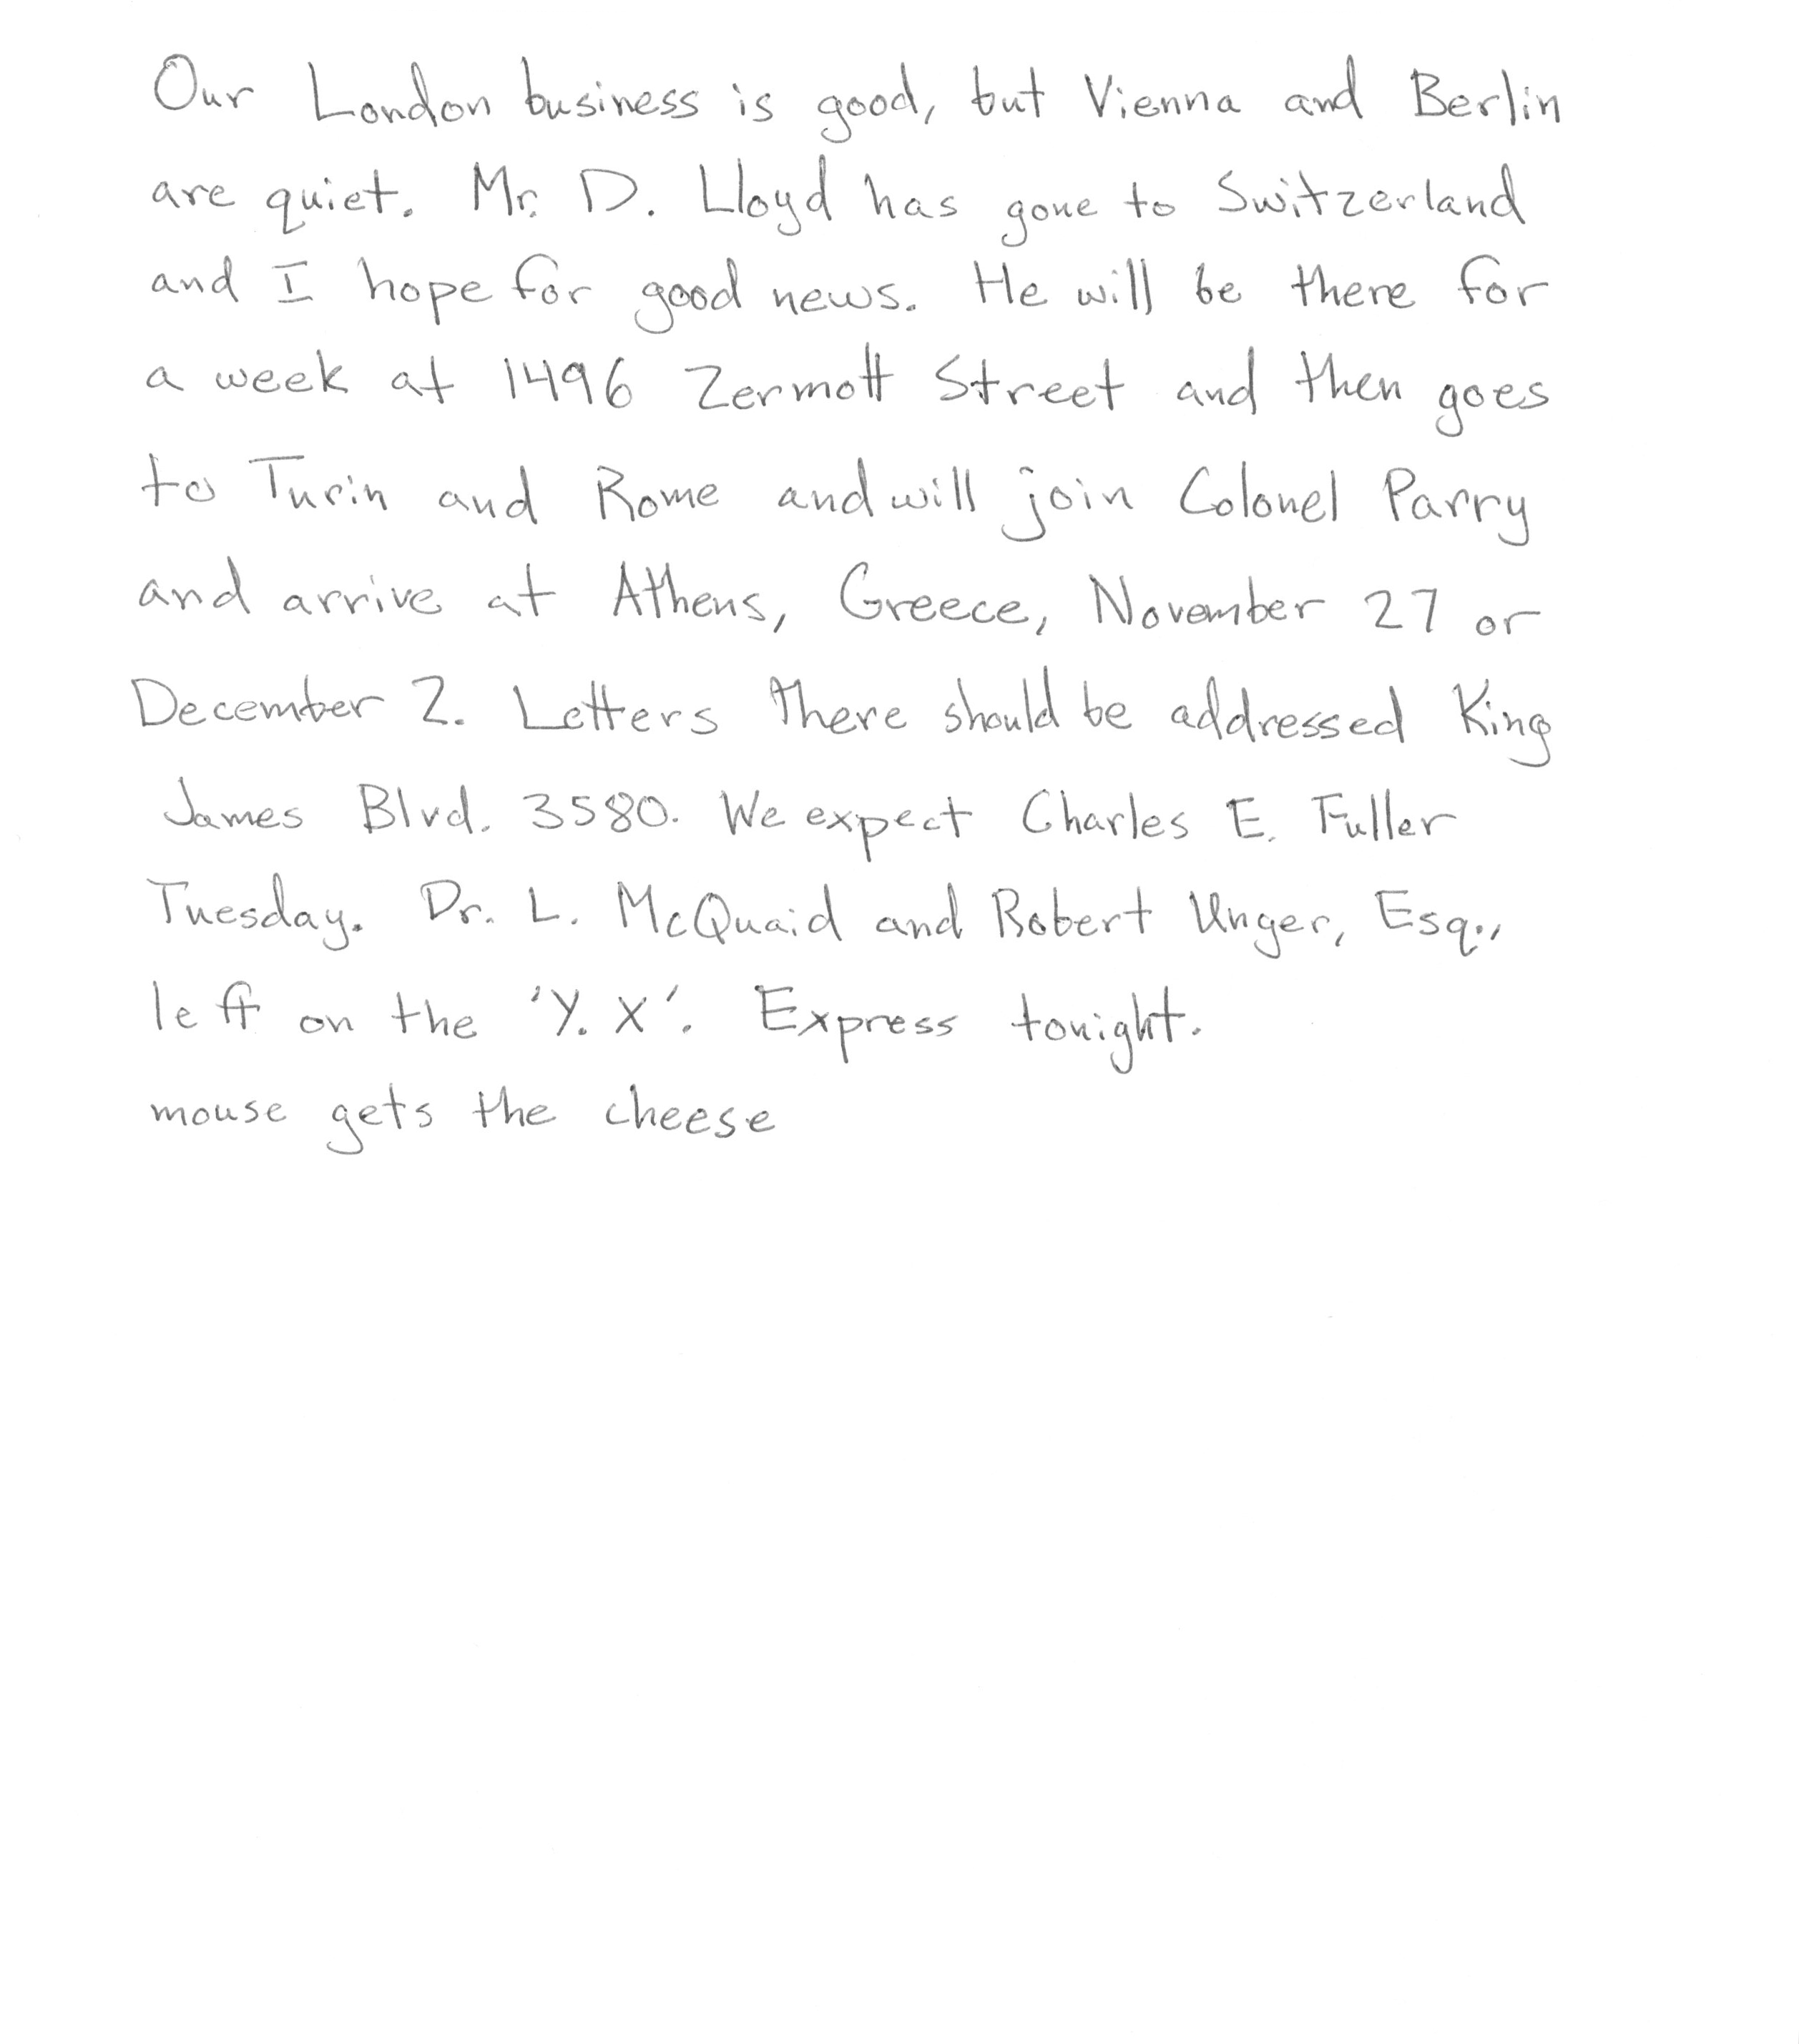 Our London business is good, but Vienna and Berlin
are quiet. Mr. D. Lloyd has gone to Switzerland
and I hope for good news. He will be there for
a week at 1496 Zermott Street and then goes
to Turin and Rome and will join Colonel Parry
and arrive at Athens, Greece, November 27 or
December 2. Letters there should be addressed King
James Blvd. 3580. We expect Charles E. Fuller
Tuesday. Dr. L. McQuaid and Robert Unger, Esq.,
left on the 'Y. X'. Express tonight.
mouse gets the cheese